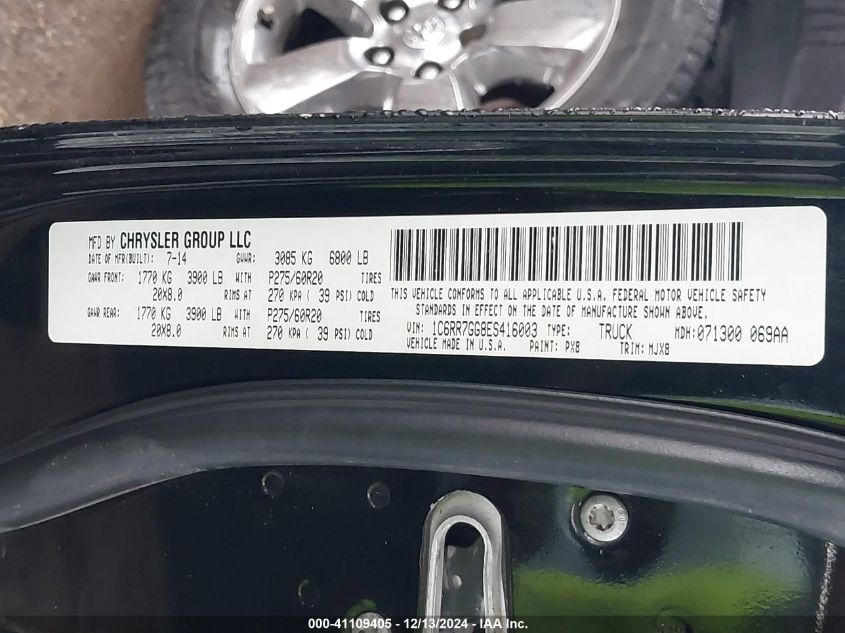 MFD BY CHRYSLER GROUP LLC
DATE OF MFR(BUILT): 7-14 GVWR: 3085 KG 6800 LB
GAWR FRONT: 1770 KG 3900 LB WITH P275/60R20 TIRES
20X8.0 RIMS AT 270 KPA ( 39 PSI) COLD
GAWR REAR: 1770 KG 3900 LB WITH P275/60R20 TIRES
20X8.0 RIMS AT 270 KPA ( 39 PSI) COLD
THIS VEHICLE CONFORMS TO ALL APPLICABLE U.S.A. FEDERAL MOTOR VEHICLE SAFETY
STANDARDS IN EFFECT ON THE DATE OF MANUFACTURE SHOWN ABOVE.
VIN: 1C6RR7GG8ES416003 TYPE: TRUCK MDH: 071300 069AA
VEHICLE MADE IN U.S.A. PAINT: PX8 TRIM: MJX8
000-41109405 - 12/13/2024 - IAA Inc.